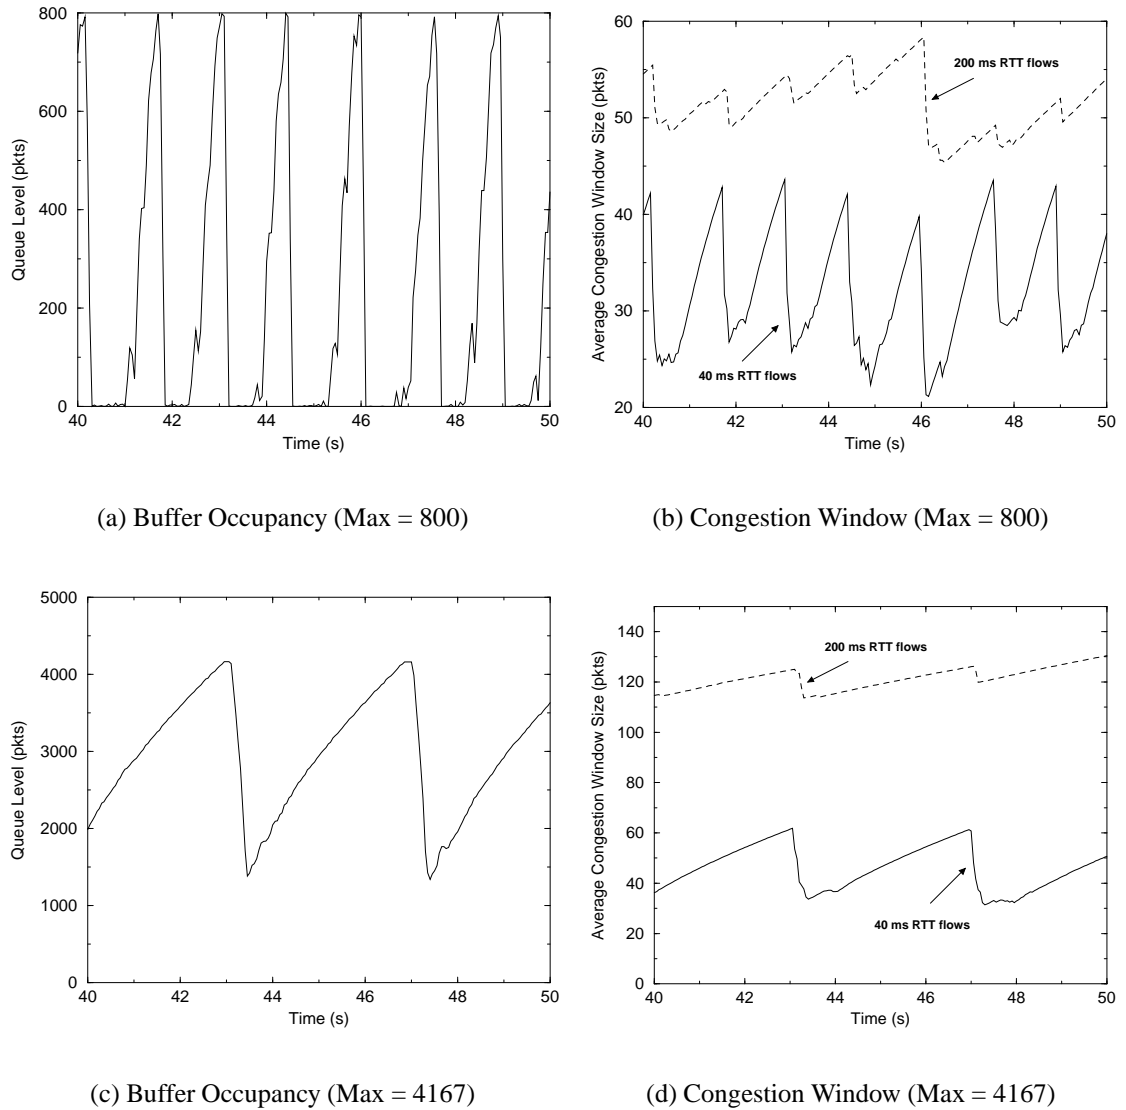 800
600
400
200
0
Queue Level (pkts)
40 42 44 46 48 50
Time (s)
(a) Buffer Occupancy (Max = 800)
60
50
40
30
20
Average Congestion Window Size (pkts)
200 ms RTT flows
40 ms RTT flows
40 42 44 46 48 50
Time (s)
(b) Congestion Window (Max = 800)
5000
4000
3000
2000
1000
0
Queue Level (pkts)
40 42 44 46 48 50
Time (s)
(c) Buffer Occupancy (Max = 4167)
140
120
100
80
60
40
20
0
Average Congestion Window Size (pkts)
200 ms RTT flows
40 ms RTT flows
40 42 44 46 48 50
Time (s)
(d) Congestion Window (Max = 4167)